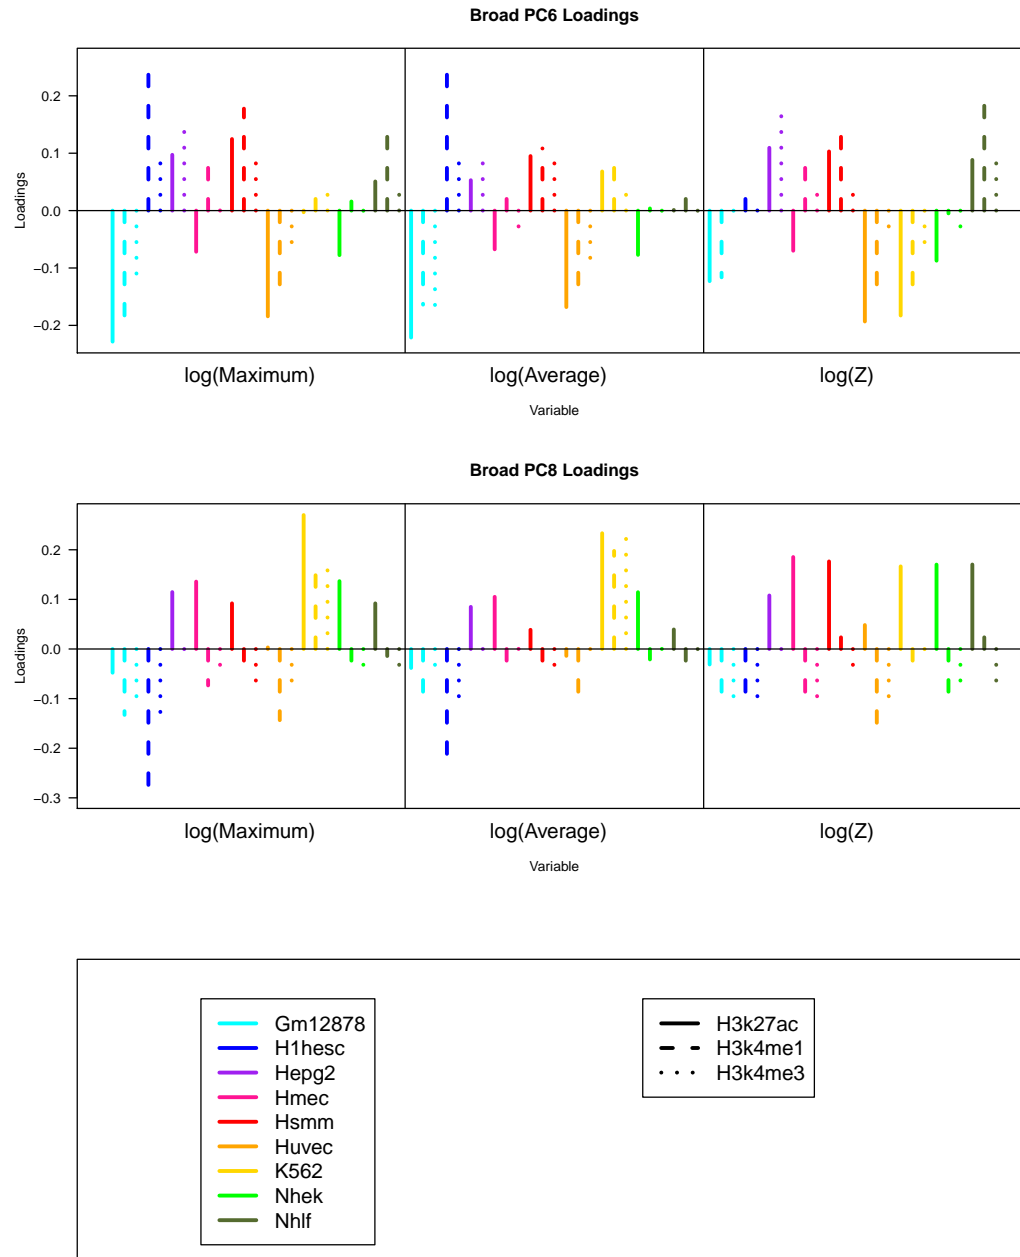 Broad PC6 Loadings
Loadings
0.2
0.1
0.0
−0.1
−0.2
log(Maximum)
log(Average)
log(Z)
Variable
Broad PC8 Loadings
Loadings
0.2
0.1
0.0
−0.1
−0.2
−0.3
log(Maximum)
log(Average)
log(Z)
Variable
Gm12878
H1hesc
Hepg2
Hmec
Hsmm
Huvec
K562
Nhek
Nhlf
H3k27ac
H3k4me1
H3k4me3